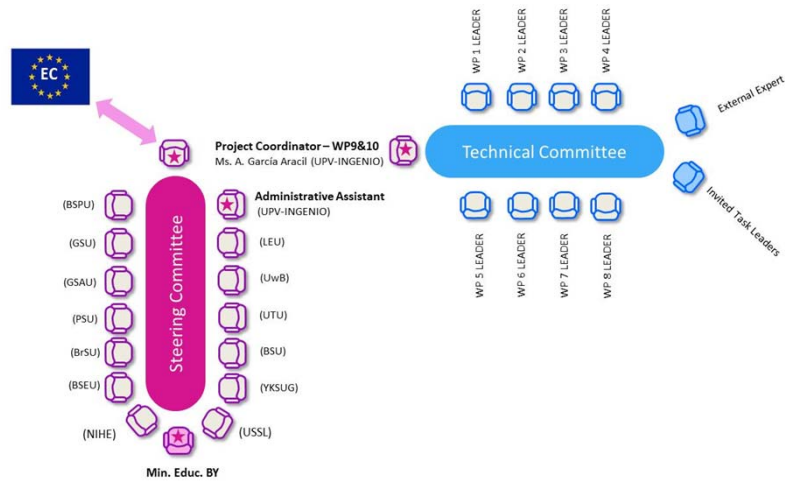 EC
WP 1 LEADER
WP 2 LEADER
WP 3 LEADER
WP 4 LEADER
External Expert
Project Coordinator – WP9&10
Ms. A. García Aracil (UPV-INGENIO)
Technical Committee
Invited Task Leaders
WP 5 LEADER
WP 6 LEADER
WP 7 LEADER
WP 8 LEADER
Administrative Assistant
(UPV-INGENIO)
Steering Committee
(BSPU)
(GSU)
(LEU)
(GSAU)
(UwB)
(PSU)
(UTU)
(BrSU)
(BSU)
(BSEU)
(YKSUG)
(NIHE)
(USSL)
Min. Educ. BY